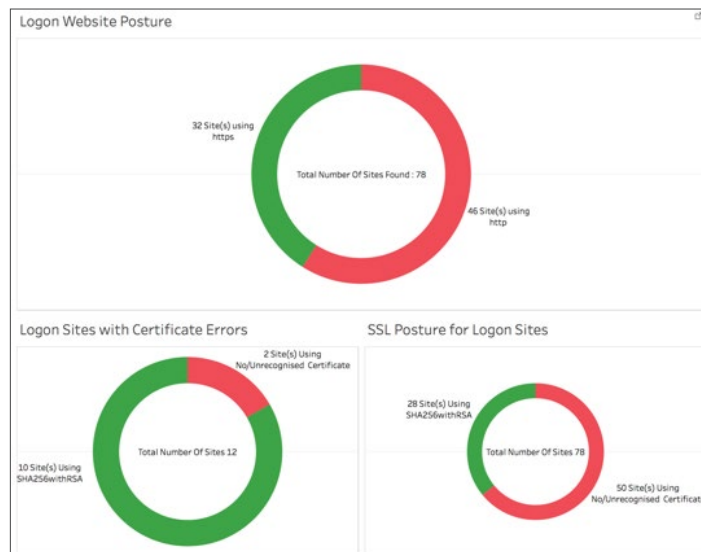 Logon Website Posture
32 Site(s) using
https
Total Number Of Sites Found : 78
46 Site(s) using
http
Logon Sites with Certificate Errors
2 Site(s) Using
No/Unrecognised Certificate
Total Number Of Sites 12
10 Site(s) Using
SHA256withRSA
SSL Posture for Logon Sites
28 Site(s) Using
SHA256withRSA
Total Number Of Sites 78
50 Site(s) Using
No/Unrecognised Certificate